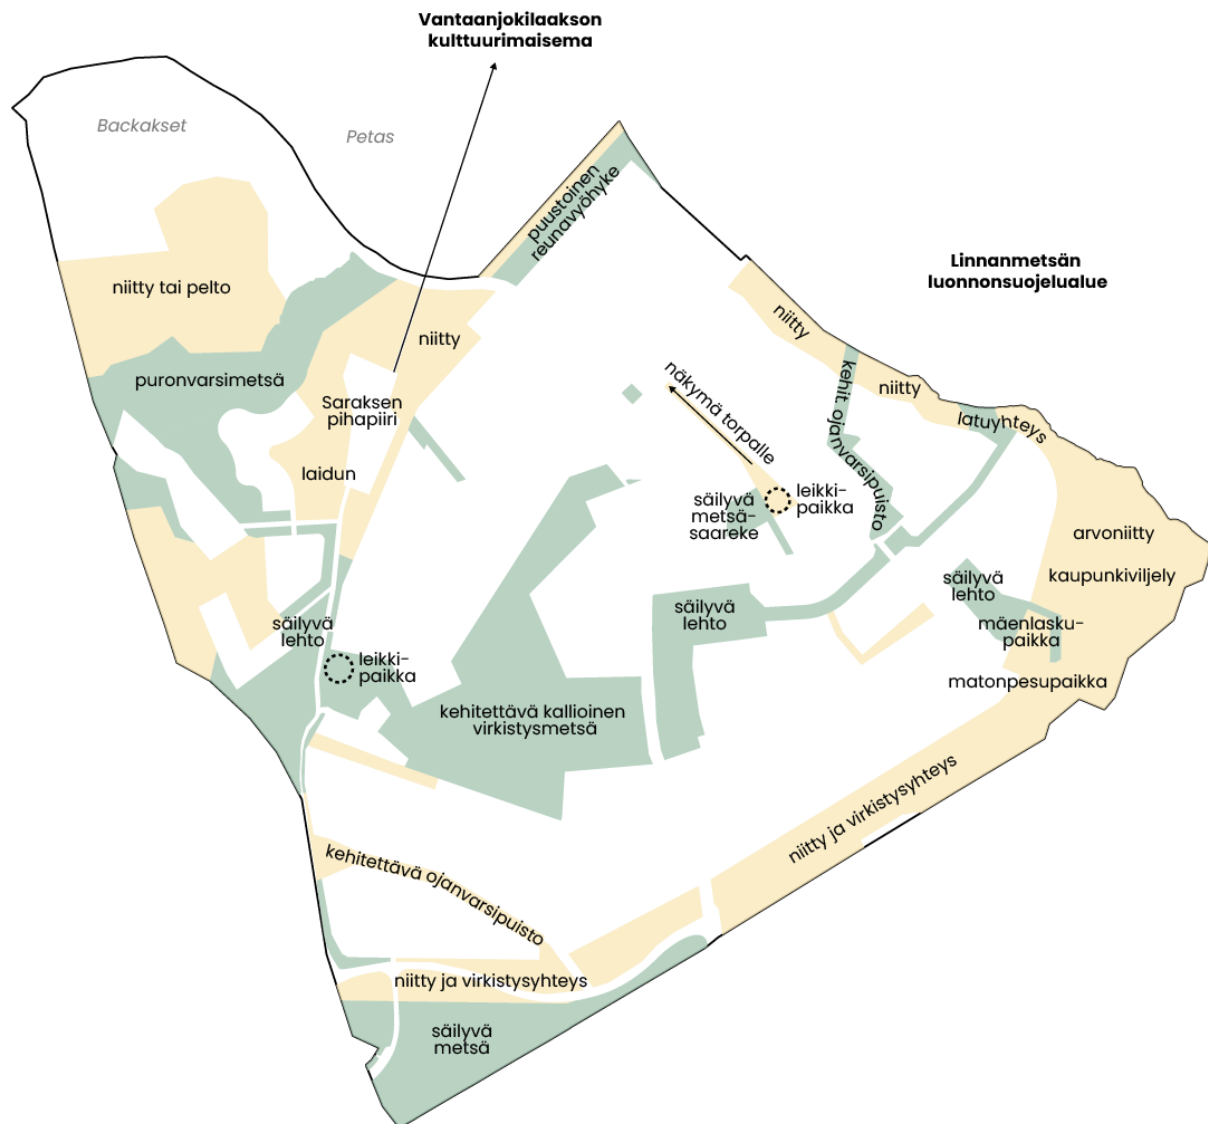 Vantaanjokilaakson
kulttuurimaisema
Backakset
Petas
puustoinen
reunavyöhyke
Linnanmetsän
luonnonsuojelualue
niitty tai pelto
niitty
niitty
puronvarsimetsä
näkymä torpalle
kehit. ojanvarsipuisto
niitty
Saraksen
pihapiiri
latuyhteys
laidun
säilyvä
metsä-
saareke
leikki-
paikka
arvoniitty
kaupunkiviljely
säilyvä
lehto
säilyvä
lehto
säilyvä
lehto
mäenlasku-
paikka
leikki-
paikka
matonpesupaikka
kehitettävä kallioinen
virkistysmetsä
niitty ja virkistysyhteys
kehitettävä ojanvarsipuisto
niitty ja virkistysyhteys
säilyvä
metsä